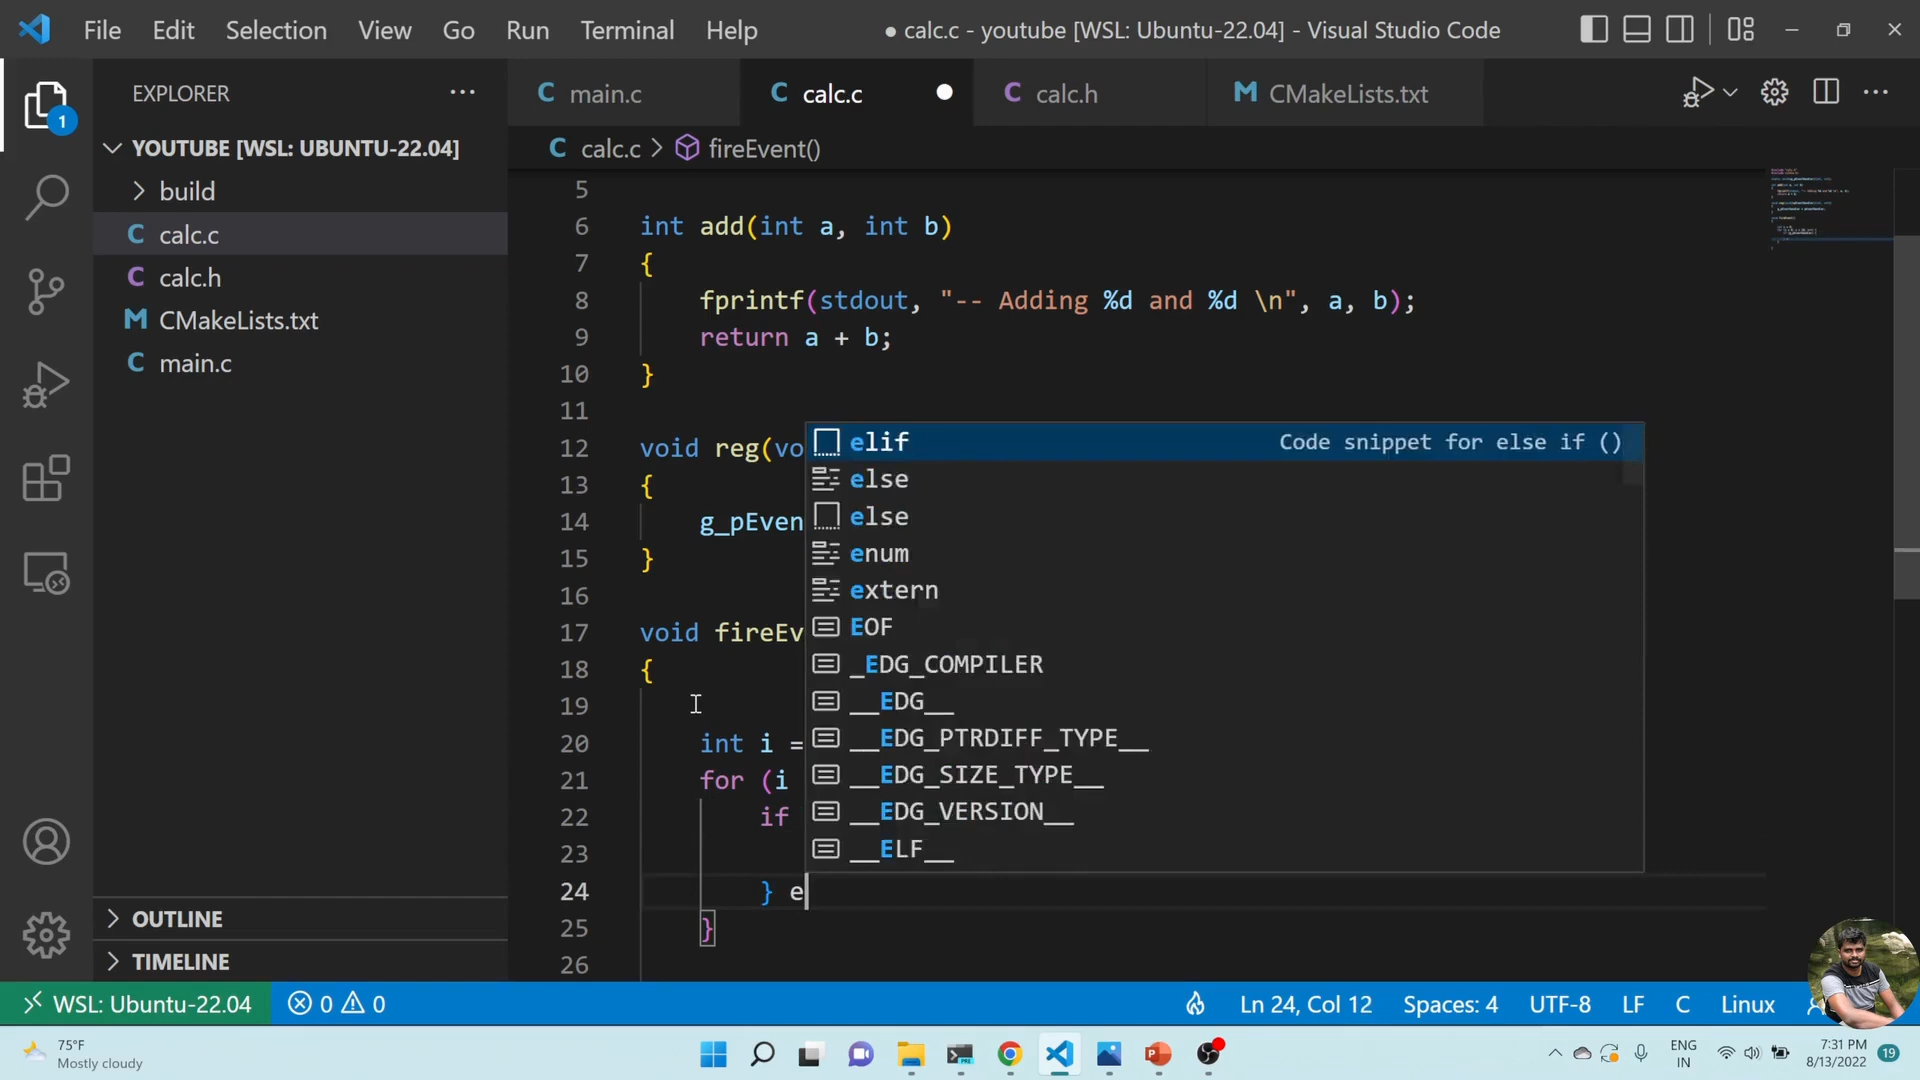 File Edit Selection View Go Run Terminal Help ● calc.c - youtube [WSL: Ubuntu-22.04] - Visual Studio Code
EXPLORER ···
C main.c C calc.c ● C calc.h M CMakeLists.txt
YOUTUBE [WSL: UBUNTU-22.04]
C calc.c > fireEvent()
build
C calc.c
C calc.h
M CMakeLists.txt
C main.c
1
5
6 int add(int a, int b)
7 {
8 fprintf(stdout, "-- Adding %d and %d \n", a, b);
9 return a + b;
10 }
11
12 void reg(vo
13 {
14 g_pEven
15 }
16
17 void fireEv
18 {
19
20 int i =
21 for (i
22 if
23
24 } e
25 }
26
elif Code snippet for else if ()
else
else
enum
extern
EOF
_EDG_COMPILER
__EDG__
__EDG_PTRDIFF_TYPE__
__EDG_SIZE_TYPE__
__EDG_VERSION__
__ELF__
OUTLINE
TIMELINE
WSL: Ubuntu-22.04 0 0 Ln 24, Col 12 Spaces: 4 UTF-8 LF C Linux
75°F
Mostly cloudy
ENG
IN
7:31 PM
8/13/2022
19